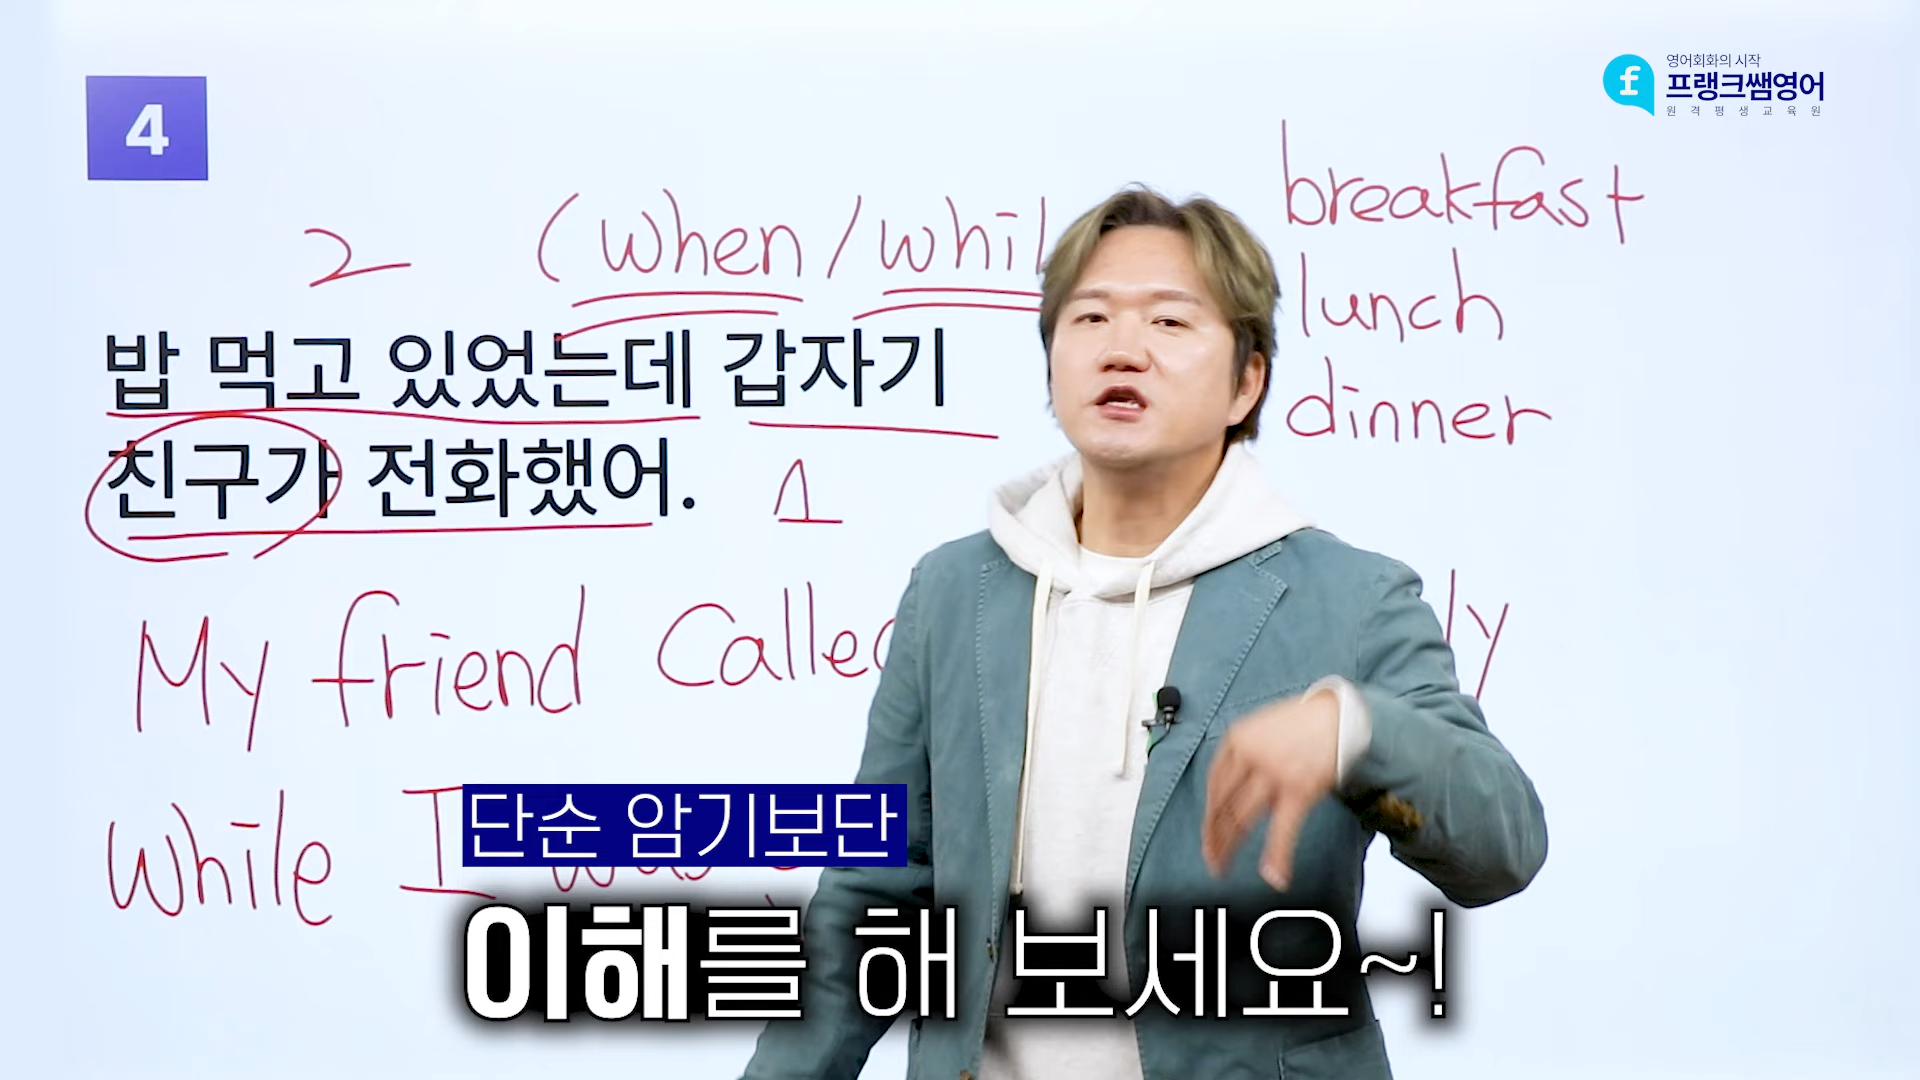 4
영어회화의 시작
프랭크쌤영어
원격평생교육원
breakfast
lunch
dinner
2 (when/whil
밥 먹고 있었는데 갑자기
친구가 전화했어. 1
My friend called
while I was
단순 암기보단
이해를 해 보세요~!